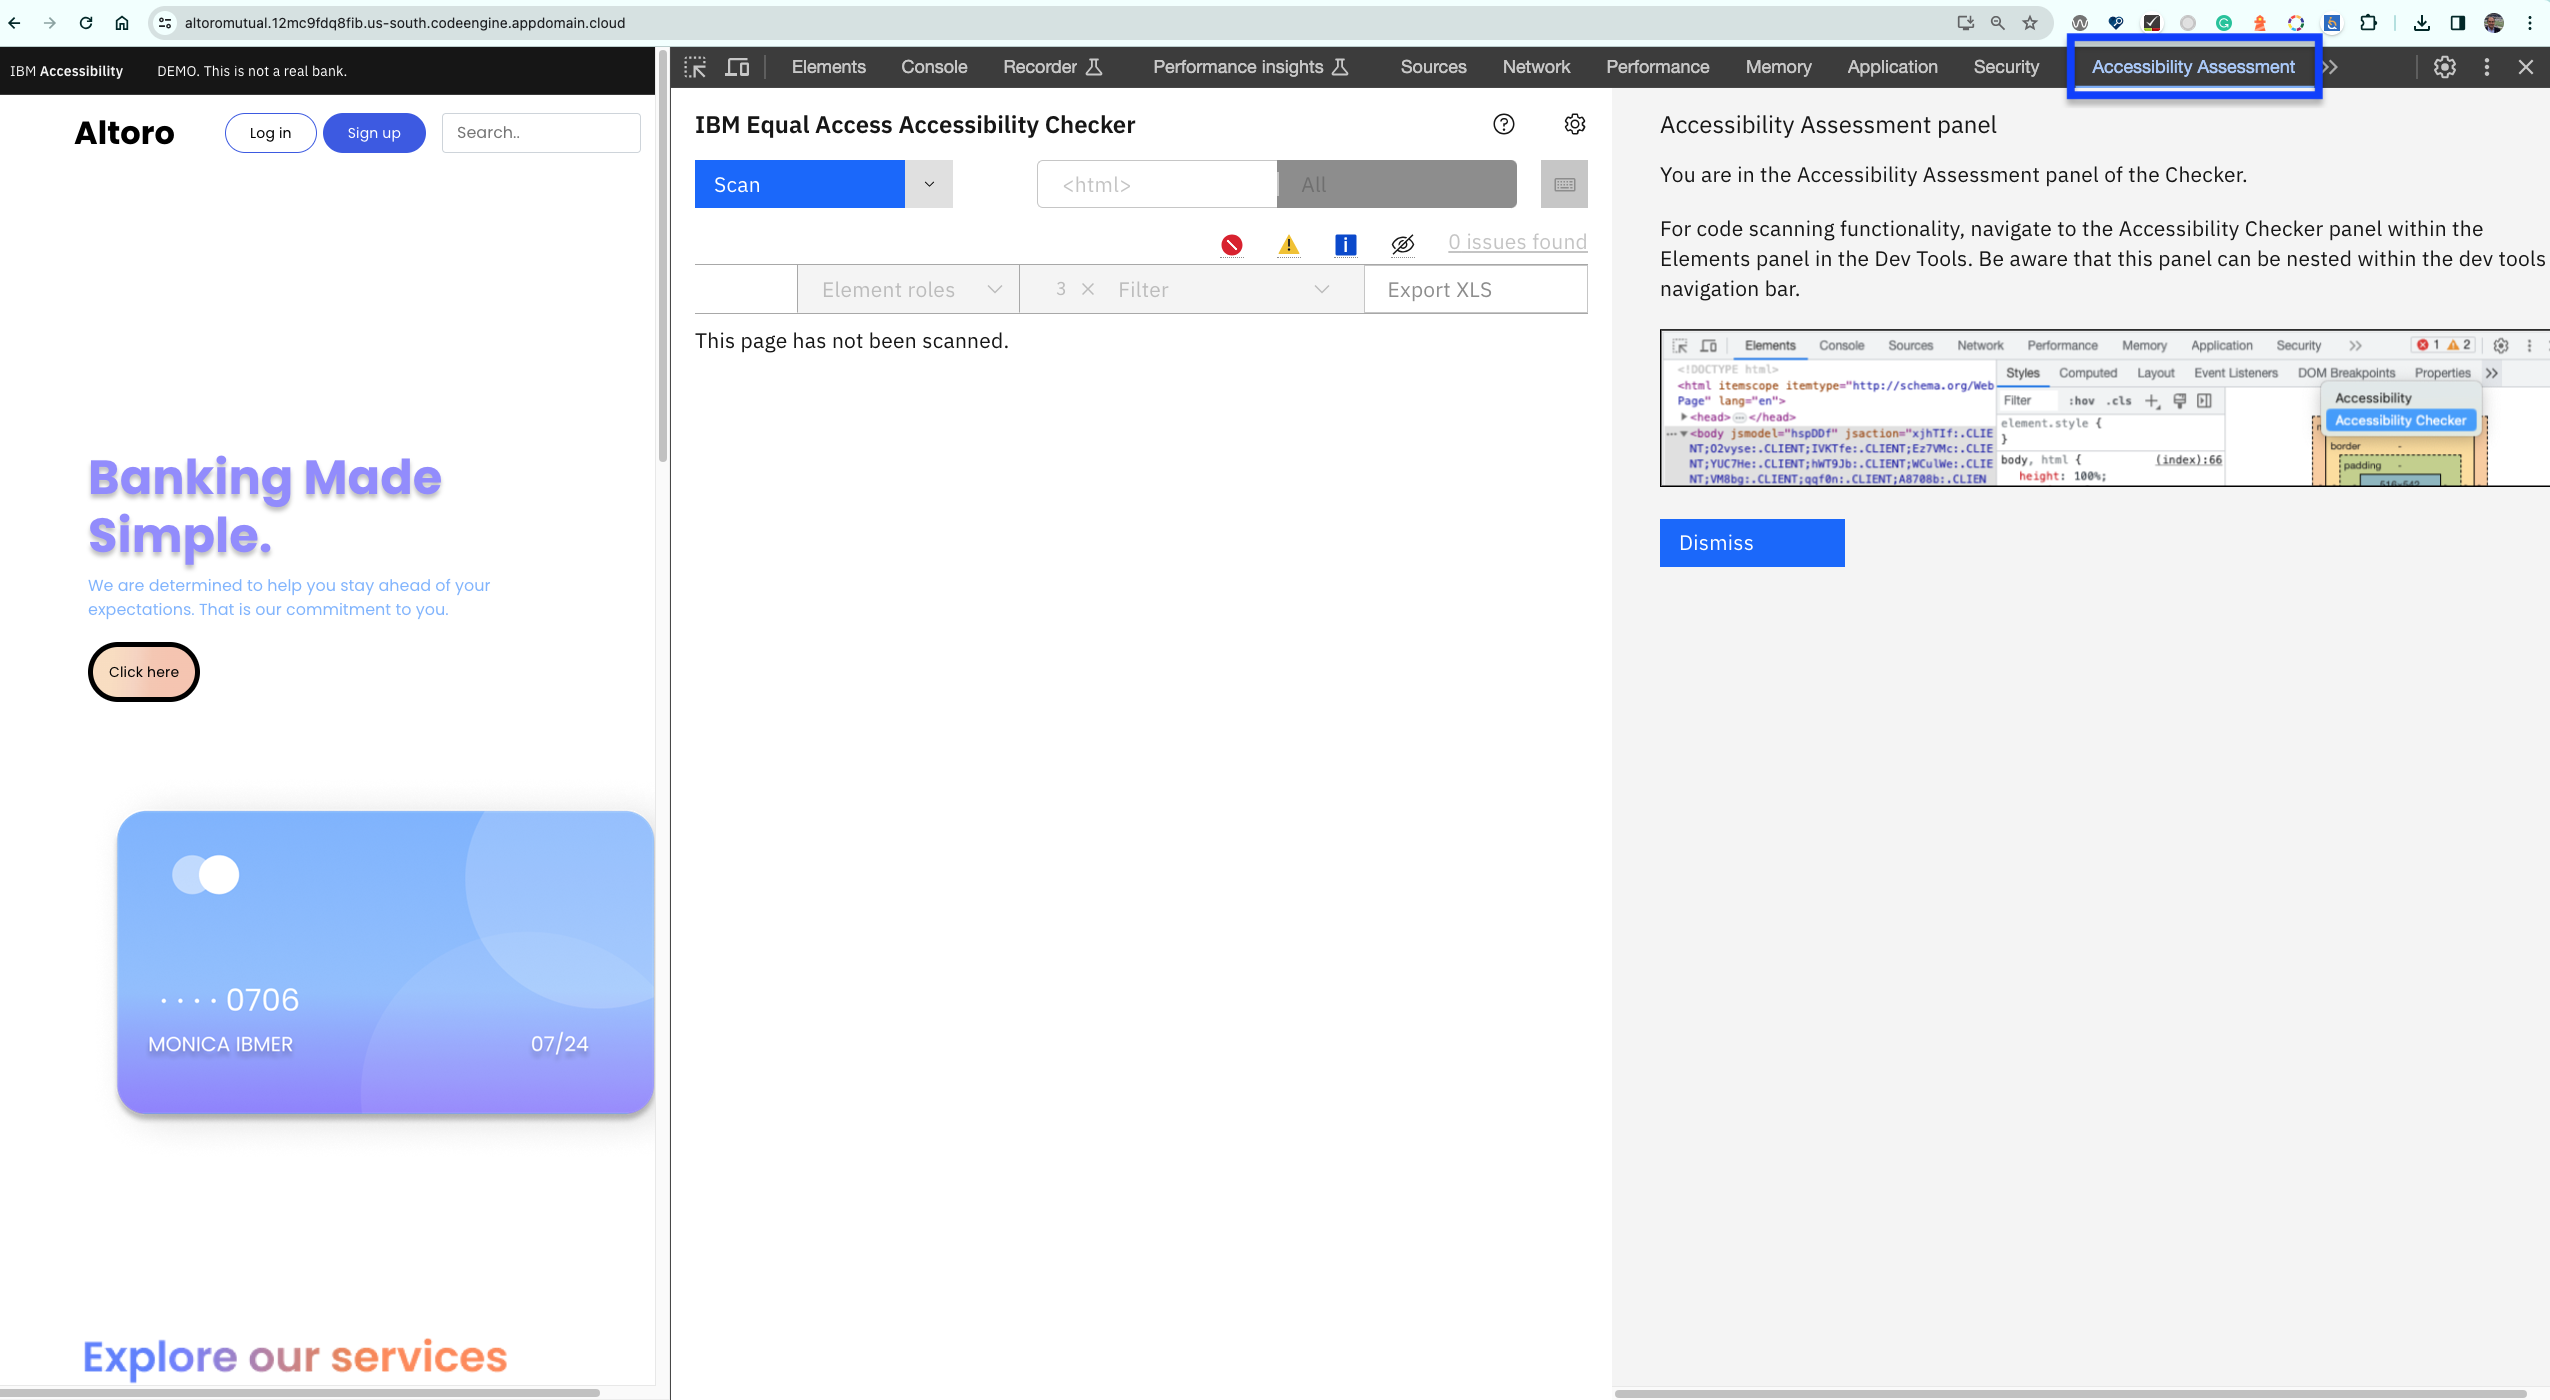 altoromutual.12mc9fdq8fib.us-south.codeengine.appdomain.cloud
IBM Accessibility DEMO. This is not a real bank.
Altoro Log in Sign up Search..
Banking Made
Simple.
We are determined to help you stay ahead of your
expectations. That is our commitment to you.
Click here
· · · · 0706
MONICA IBMER 07/24
Explore our services
Elements Console Recorder Performance insights Sources Network Performance Memory Application Security Accessibility Assessment
IBM Equal Access Accessibility Checker
Scan <html> All
0 issues found
Element roles 3 × Filter Export XLS
This page has not been scanned.
Accessibility Assessment panel
You are in the Accessibility Assessment panel of the Checker.
For code scanning functionality, navigate to the Accessibility Checker panel within the
Elements panel in the Dev Tools. Be aware that this panel can be nested within the dev tools
navigation bar.
Elements Console Sources Network Performance Memory Application Security 1 2
<!DOCTYPE html>
<html itemscope itemtype="http://schema.org/Web
Page" lang="en">
<head> </head>
<body jsmodel="hspDDf" jsaction="xjhTIf:.CLIE
NT;O2vyse:.CLIENT;IVKTfe:.CLIENT;Ez7VMc:.CLIE
NT;YUC7He:.CLIENT;hWT9Jb:.CLIENT;WCulWe:.CLIE
NT;VM8bg:.CLIENT;qqf0n:.CLIENT;A8708b:.CLIEN
Styles Computed Layout Event Listeners DOM Breakpoints Properties
Filter :hov .cls
element.style {
}
body, html { (index):66
height: 100%;
Accessibility
Accessibility Checker
border -
padding -
Dismiss